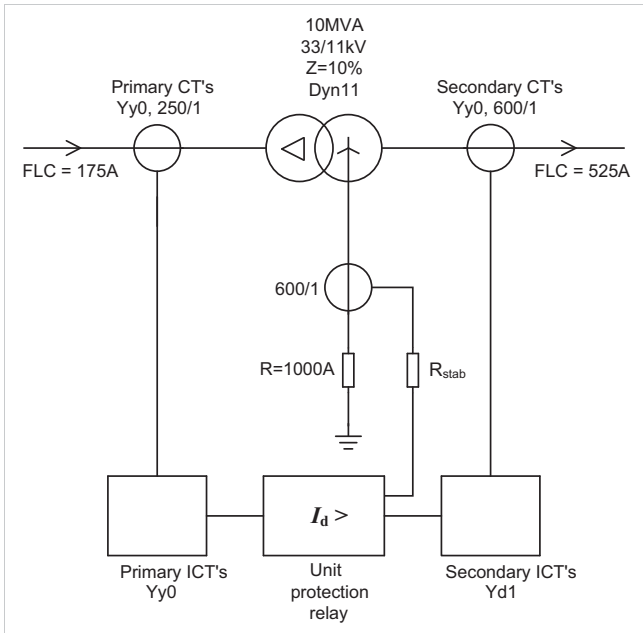 10MVA
33/11kV
Z=10%
Dyn11
Primary CT's
Yy0, 250/1
Secondary CT's
Yy0, 600/1
FLC = 175A
FLC = 525A
600/1
R=1000A
Rstab
Id >
Primary ICT's
Yy0
Unit
protection
relay
Secondary ICT's
Yd1